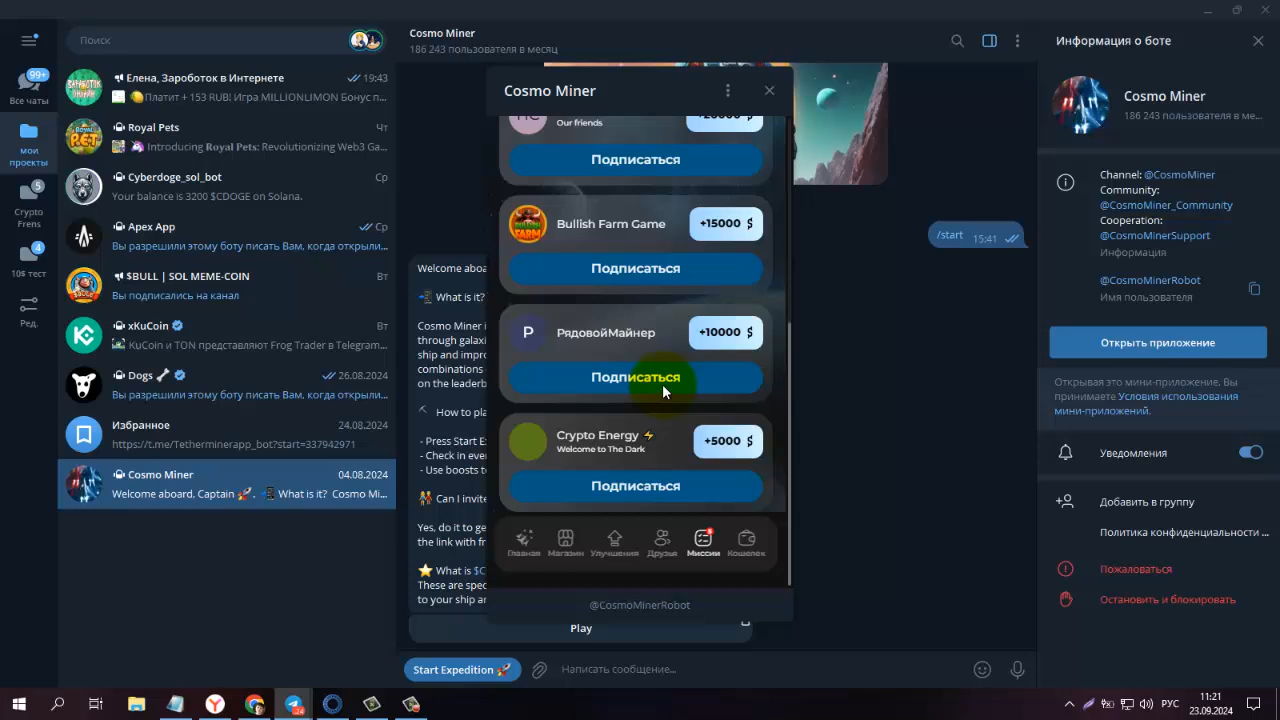 Поиск
99+
Все чаты
мои
проекты
5
Crypto
Frens
4
10$ тест
Ред.
Елена, Зароботок в Интернете
19:43
Платит + 153 RUB! Игра MILLIONLIMON Бонус п...
Royal Pets
Чт
Introducing Royal Pets: Revolutionizing Web3 Ga...
Cyberdoge_sol_bot
Ср
Your balance is 3200 $CDOGE on Solana.
Apex App
Ср
Вы разрешили этому боту писать Вам, когда открыли...
$BULL | SOL MEME-COIN
Вт
Вы подписались на канал
xKuCoin
Вт
KuCoin и TON представляют Frog Trader в Telegram...
Dogs
26.08.2024
Вы разрешили этому боту писать Вам, когда открыли...
Избранное
24.08.2024
https://t.me/Tetherminerapp_bot?start=337942971
Cosmo Miner
04.08.2024
Welcome aboard, Captain 🚀. 📲 What is it? Cosmo Mi...
Cosmo Miner
186 243 пользователя в месяц
/start
15:41
Welcome aboa
📲 What is it?
Cosmo Miner i
through galaxi
ship and impro
combinations
on the leaderb
How to pla
- Press Start E
- Check in ever
- Use boosts t
Can I invite
Yes, do it to ge
the link with fr
⭐ What is $C
These are spec
to your ship ar
Play
Start Expedition 🚀
Написать сообщение...
Cosmo Miner
Our friends
Подписаться
Bullish Farm Game
+15000 $
Подписаться
Р
РядовойМайнер
+10000 $
Подписаться
Crypto Energy ⚡
Welcome to The Dark
+5000 $
Подписаться
Главная
Магазин
Улучшения
Друзья
Миссии
Кошелек
@CosmoMinerRobot
Информация о боте
Cosmo Miner
186 243 пользователя в ме...
Channel: @CosmoMiner
Community:
@CosmoMiner_Community
Cooperation:
@CosmoMinerSupport
Информация
@CosmoMinerRobot
Имя пользователя
Открыть приложение
Открывая это мини-приложение, Вы
принимаете Условия использования
мини-приложений.
Уведомления
Добавить в группу
Политика конфиденциальности ...
Пожаловаться
Остановить и блокировать
24
РУС
11:21
23.09.2024